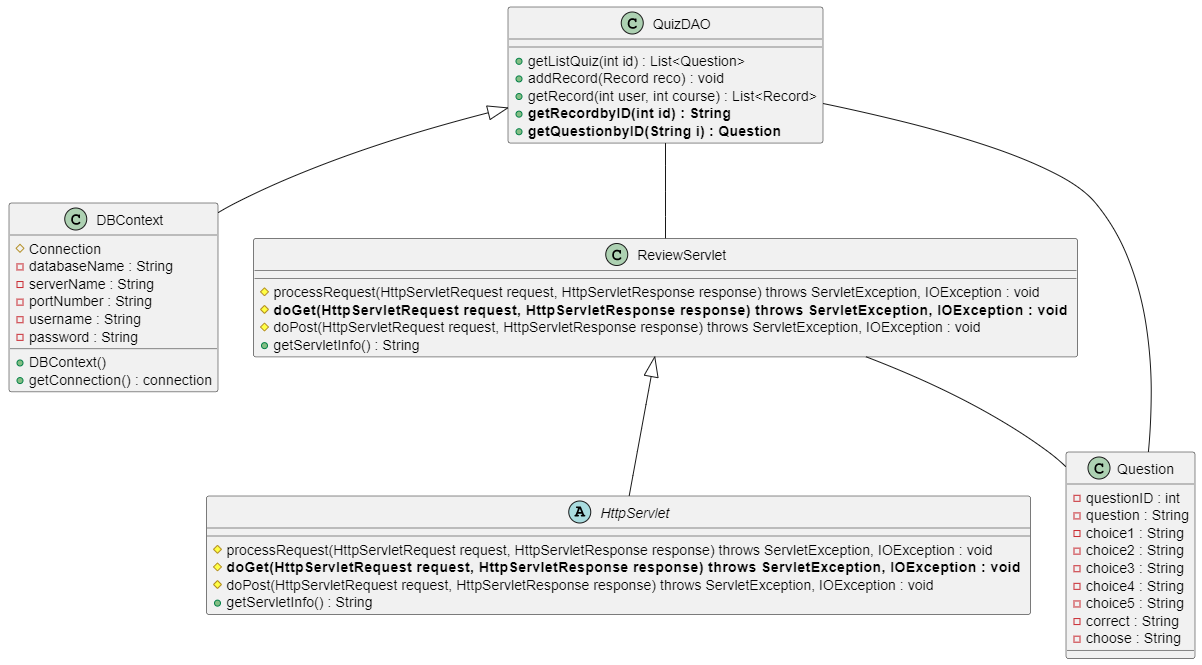 C QuizDAO
getListQuiz(int id) : List<Question>
addRecord(Record reco) : void
getRecord(int user, int course) : List<Record>
getRecordbyID(int id) : String
getQuestionbyID(String i) : Question
C DBContext
Connection
databaseName : String
serverName : String
portNumber : String
username : String
password : String
DBContext()
getConnection() : connection
C ReviewServlet
processRequest(HttpServletRequest request, HttpServletResponse response) throws ServletException, IOException : void
doGet(HttpServletRequest request, HttpServletResponse response) throws ServletException, IOException : void
doPost(HttpServletRequest request, HttpServletResponse response) throws ServletException, IOException : void
getServletInfo() : String
A HttpServlet
processRequest(HttpServletRequest request, HttpServletResponse response) throws ServletException, IOException : void
doGet(HttpServletRequest request, HttpServletResponse response) throws ServletException, IOException : void
doPost(HttpServletRequest request, HttpServletResponse response) throws ServletException, IOException : void
getServletInfo() : String
C Question
questionID : int
question : String
choice1 : String
choice2 : String
choice3 : String
choice4 : String
choice5 : String
correct : String
choose : String